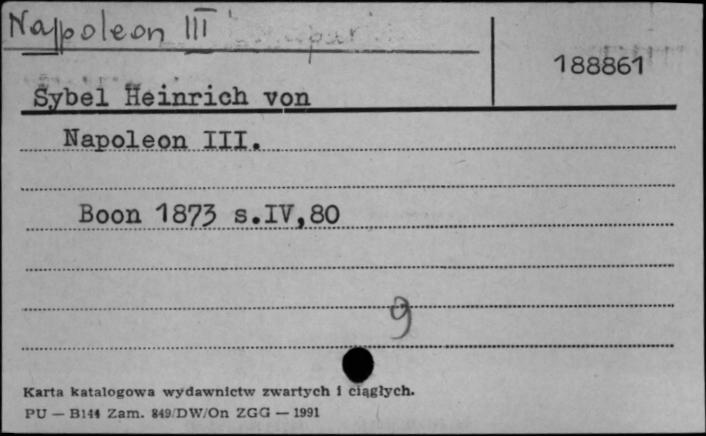 Napoleon III
188861
Sybel Heinrich von
Napoleon III.
Boon 1873 s.IV,80
9
Karta katalogowa wydawnictw zwartych i ciągłych.
PU — B144 Zam. 849/DW/On ZGG — 1991